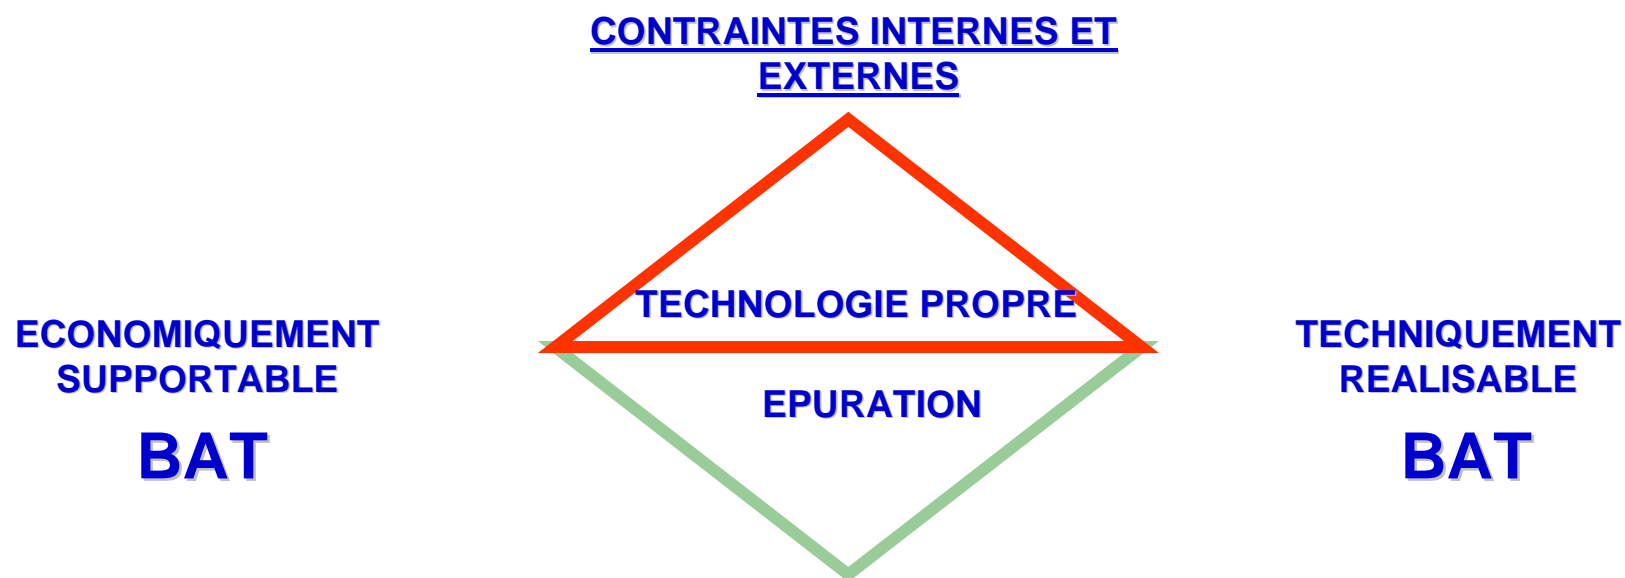 CONTRAINTES INTERNES ET
EXTERNES
TECHNOLOGIE PROPRE
ECONOMIQUEMENT
SUPPORTABLE
BAT
EPURATION
TECHNIQUEMENT
REALISABLE
BAT